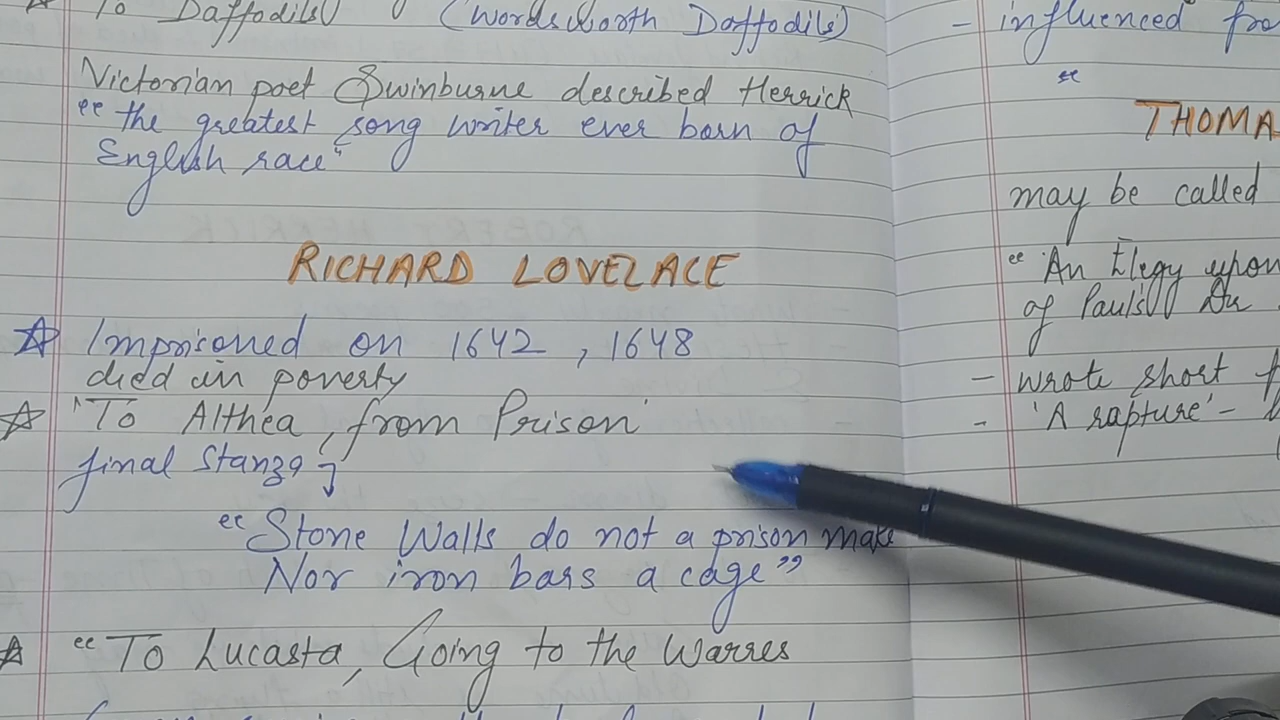 To Daffodils (Wordsworth Daffodils)
Victorian poet Swinburne described Herrick
"the greatest song writer ever born of
English race"
RICHARD LOVELACE
Imprisoned on 1642, 1648
died in poverty
'To Althea, from Prison'
final Stanza
"Stone Walls do not a prison make
Nor iron bars a cage"
"To Lucasta, Going to the Warres
- influenced fro
"
THOMA
may be called
"An Elegy upon
of Paul's Dr
- wrote short
- 'A rapture' -